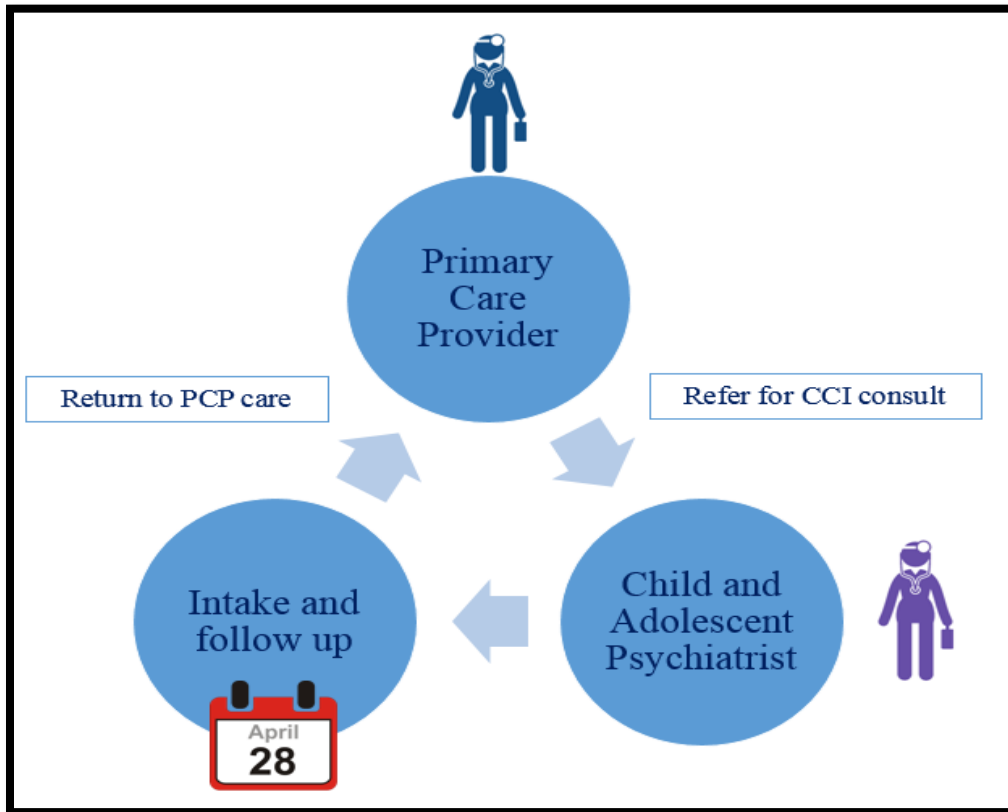 Primary
Care
Provider
Return to PCP care
Refer for CCI consult
Intake and
follow up
Child and
Adolescent
Psychiatrist
April
28